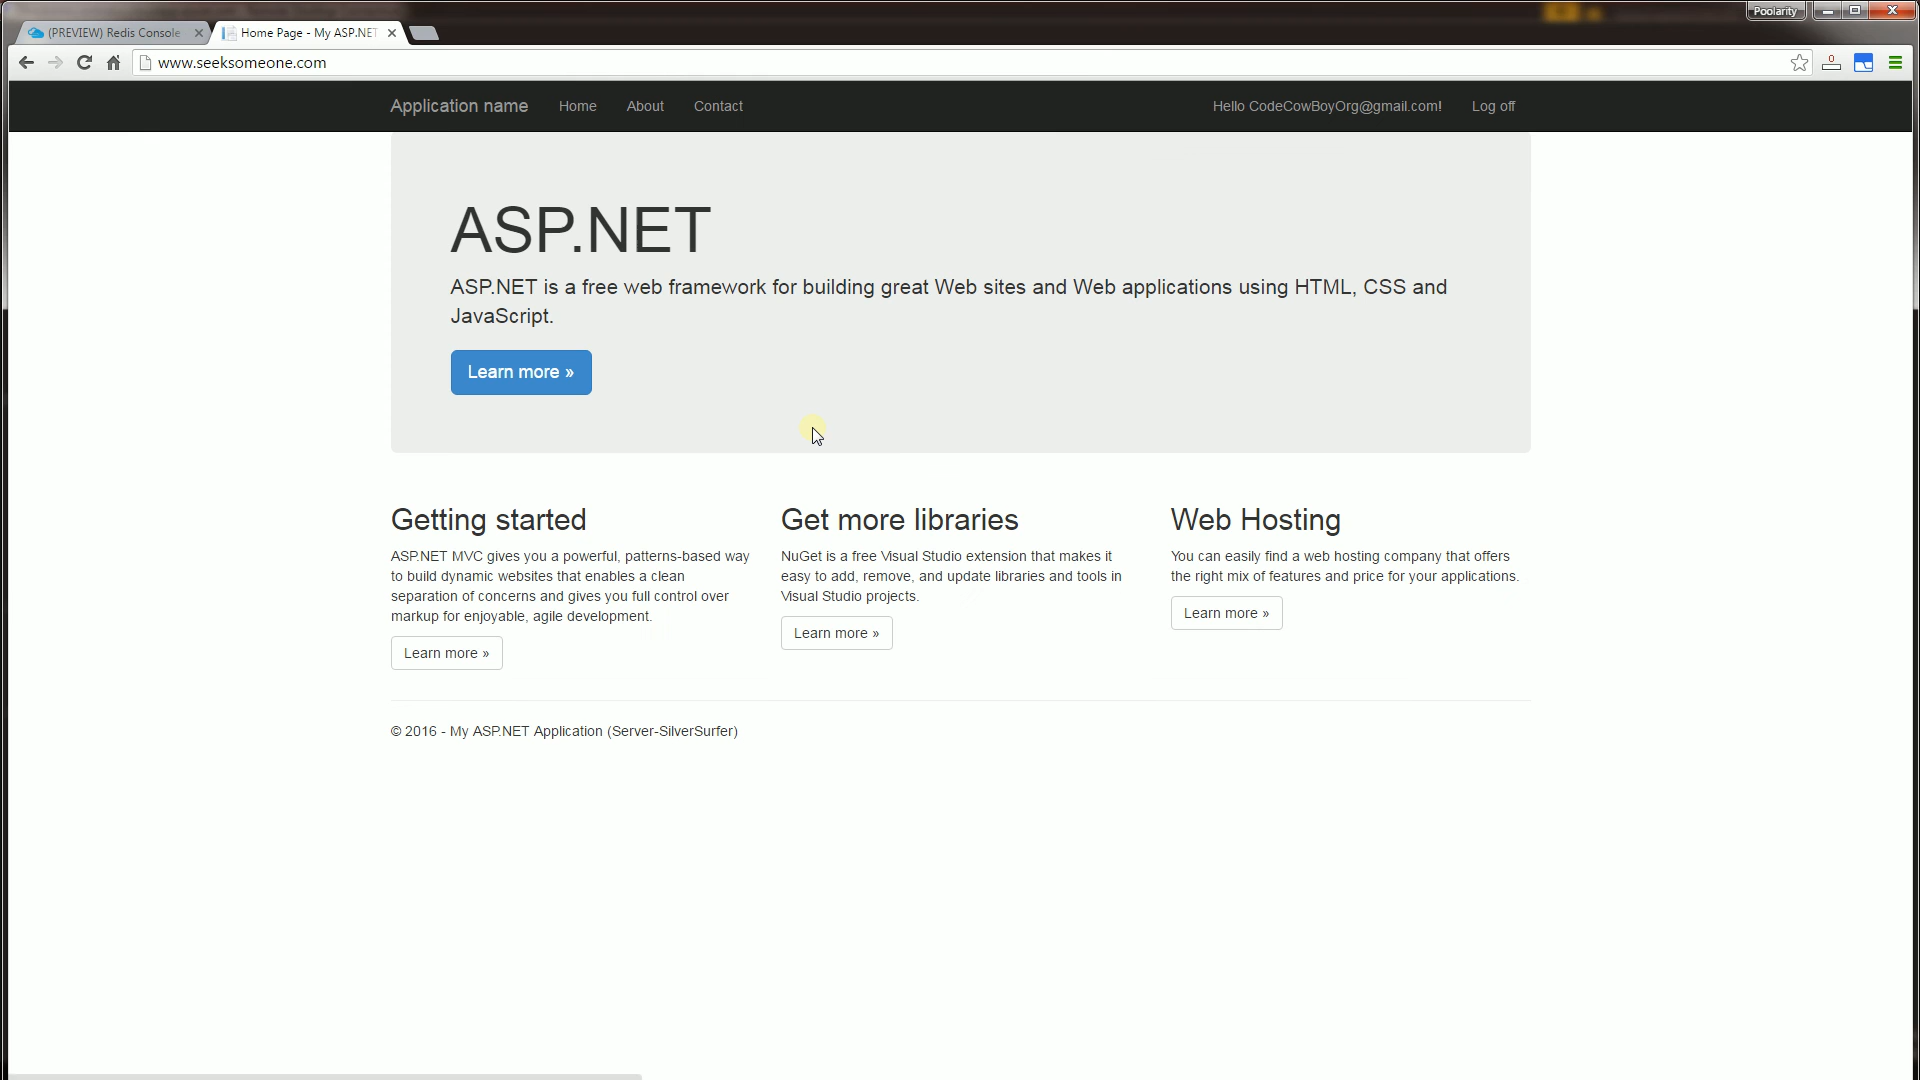 Poolarity
(PREVIEW) Redis Console
Home Page - My ASP.NET
www.seeksomeone.com
0
Application name Home About Contact Hello CodeCowBoyOrg@gmail.com! Log off
ASP.NET
ASP.NET is a free web framework for building great Web sites and Web applications using HTML, CSS and
JavaScript.
Learn more »
Getting started
ASP.NET MVC gives you a powerful, patterns-based way
to build dynamic websites that enables a clean
separation of concerns and gives you full control over
markup for enjoyable, agile development.
Learn more »
Get more libraries
NuGet is a free Visual Studio extension that makes it
easy to add, remove, and update libraries and tools in
Visual Studio projects.
Learn more »
Web Hosting
You can easily find a web hosting company that offers
the right mix of features and price for your applications.
Learn more »
© 2016 - My ASP.NET Application (Server-SilverSurfer)